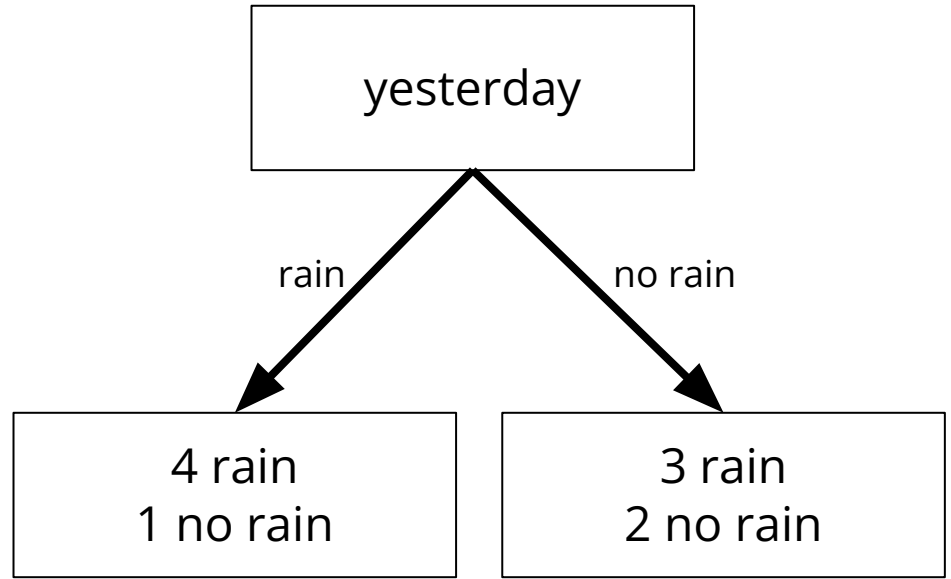 yesterday
rain
no rain
4 rain
1 no rain
3 rain
2 no rain